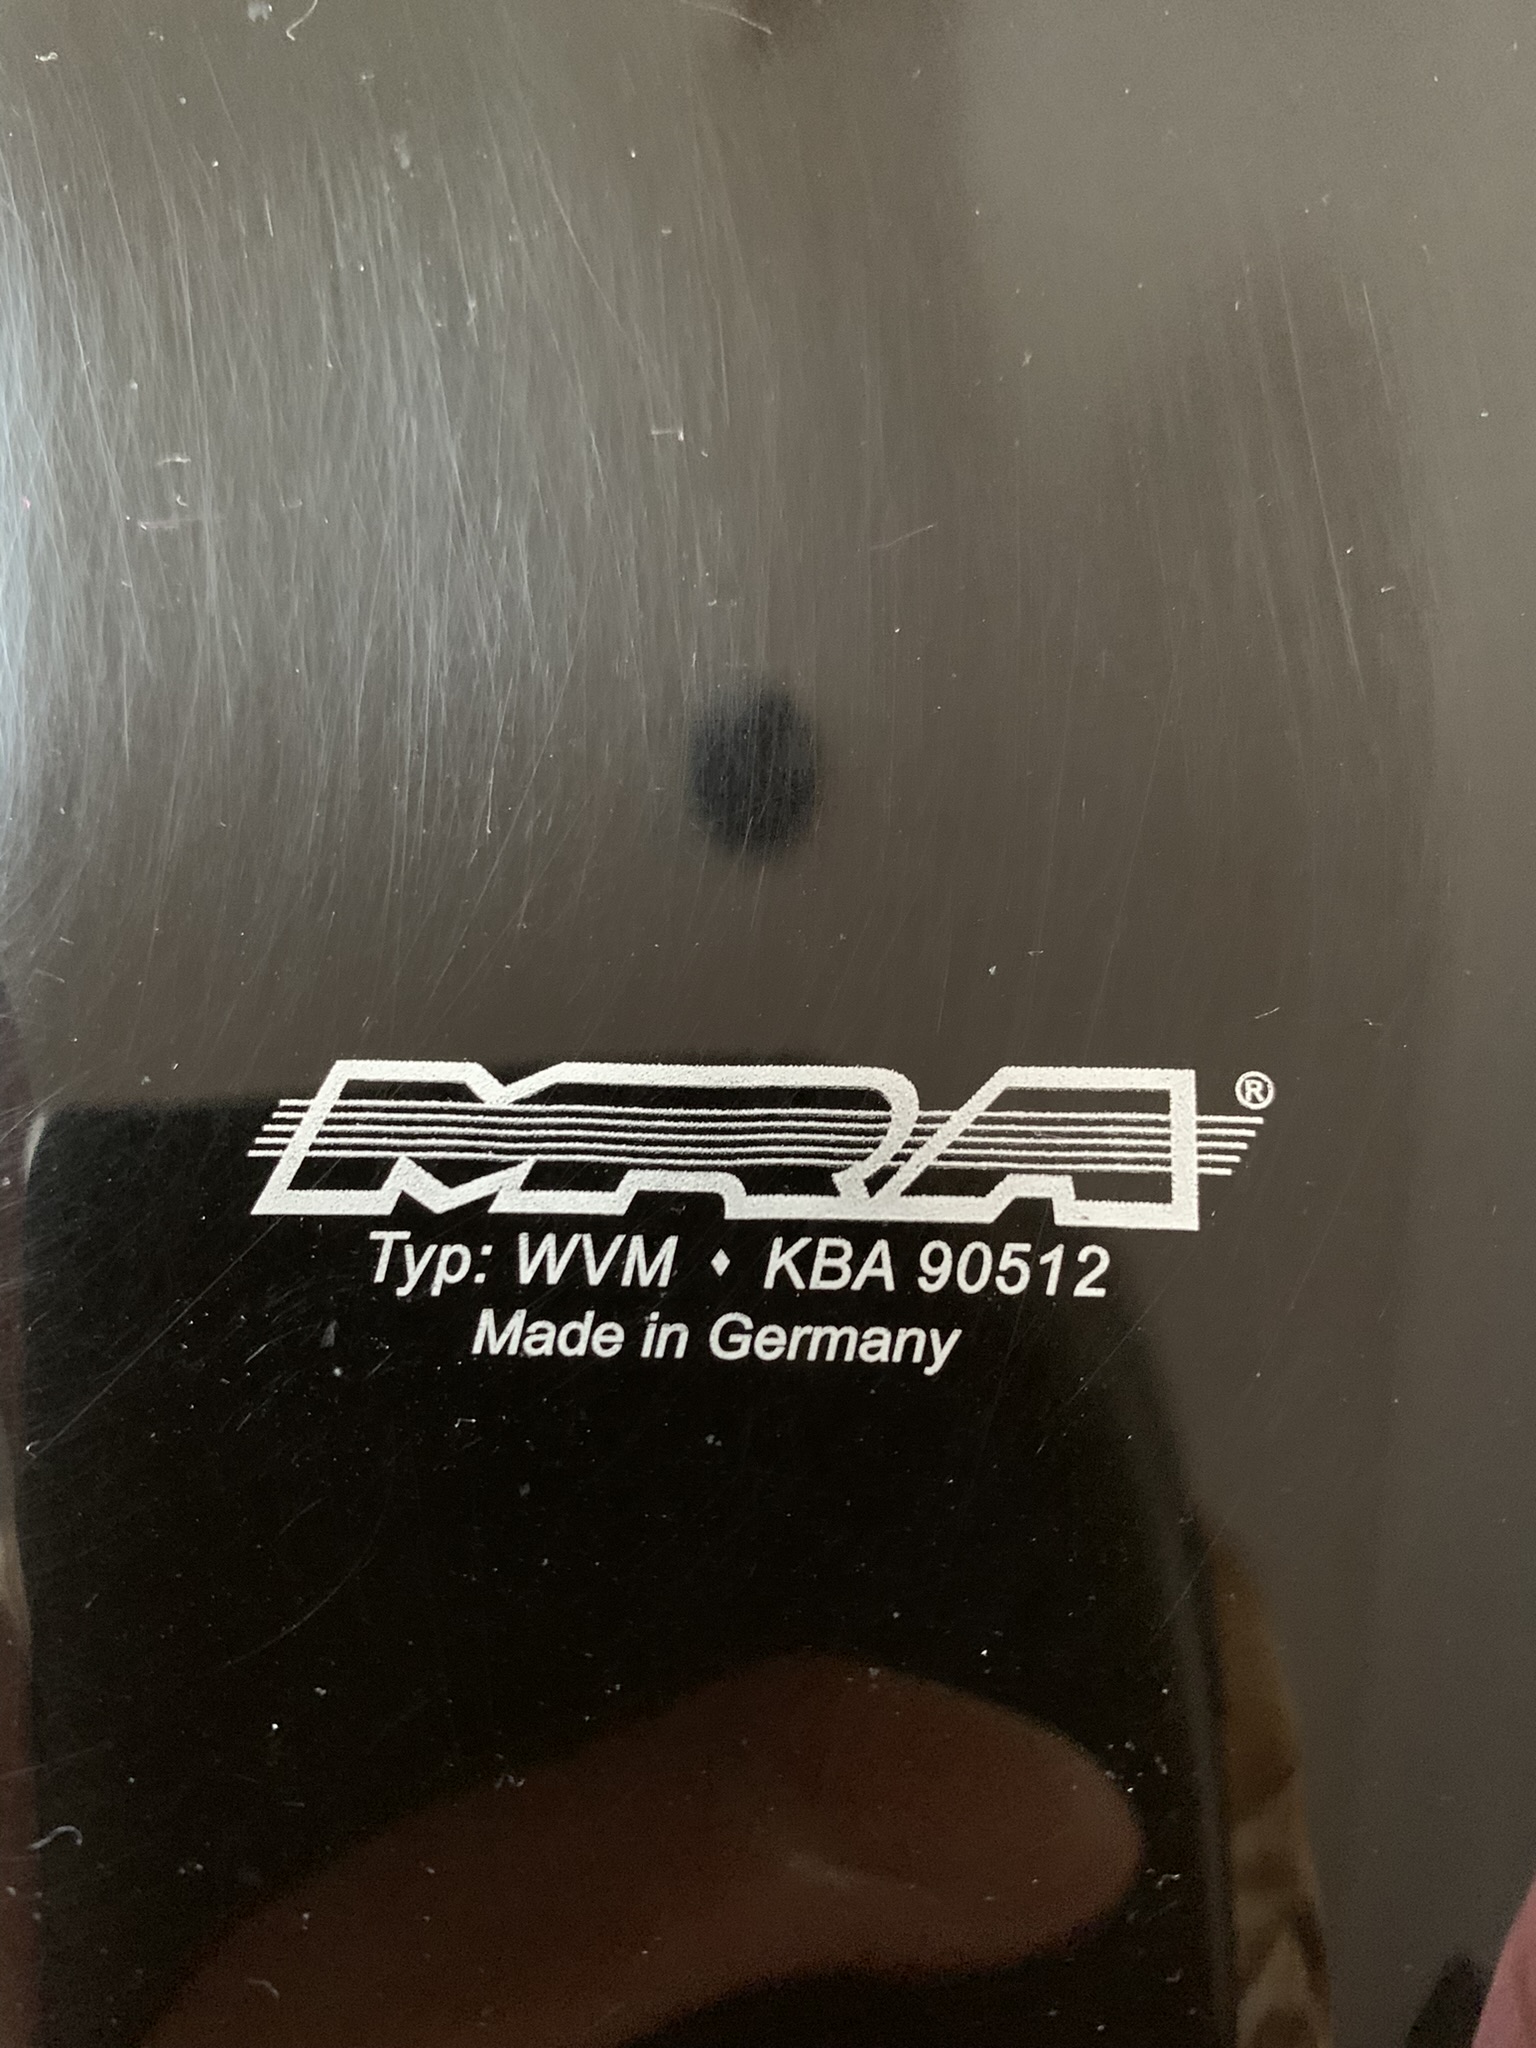 MRA®
Typ: WVM ♦ KBA 90512
Made in Germany